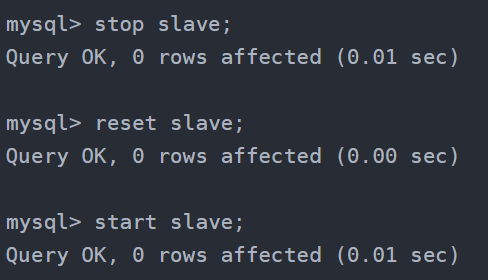 mysql> stop slave;
Query OK, 0 rows affected (0.01 sec)
mysql> reset slave;
Query OK, 0 rows affected (0.00 sec)
mysql> start slave;
Query OK, 0 rows affected (0.01 sec)